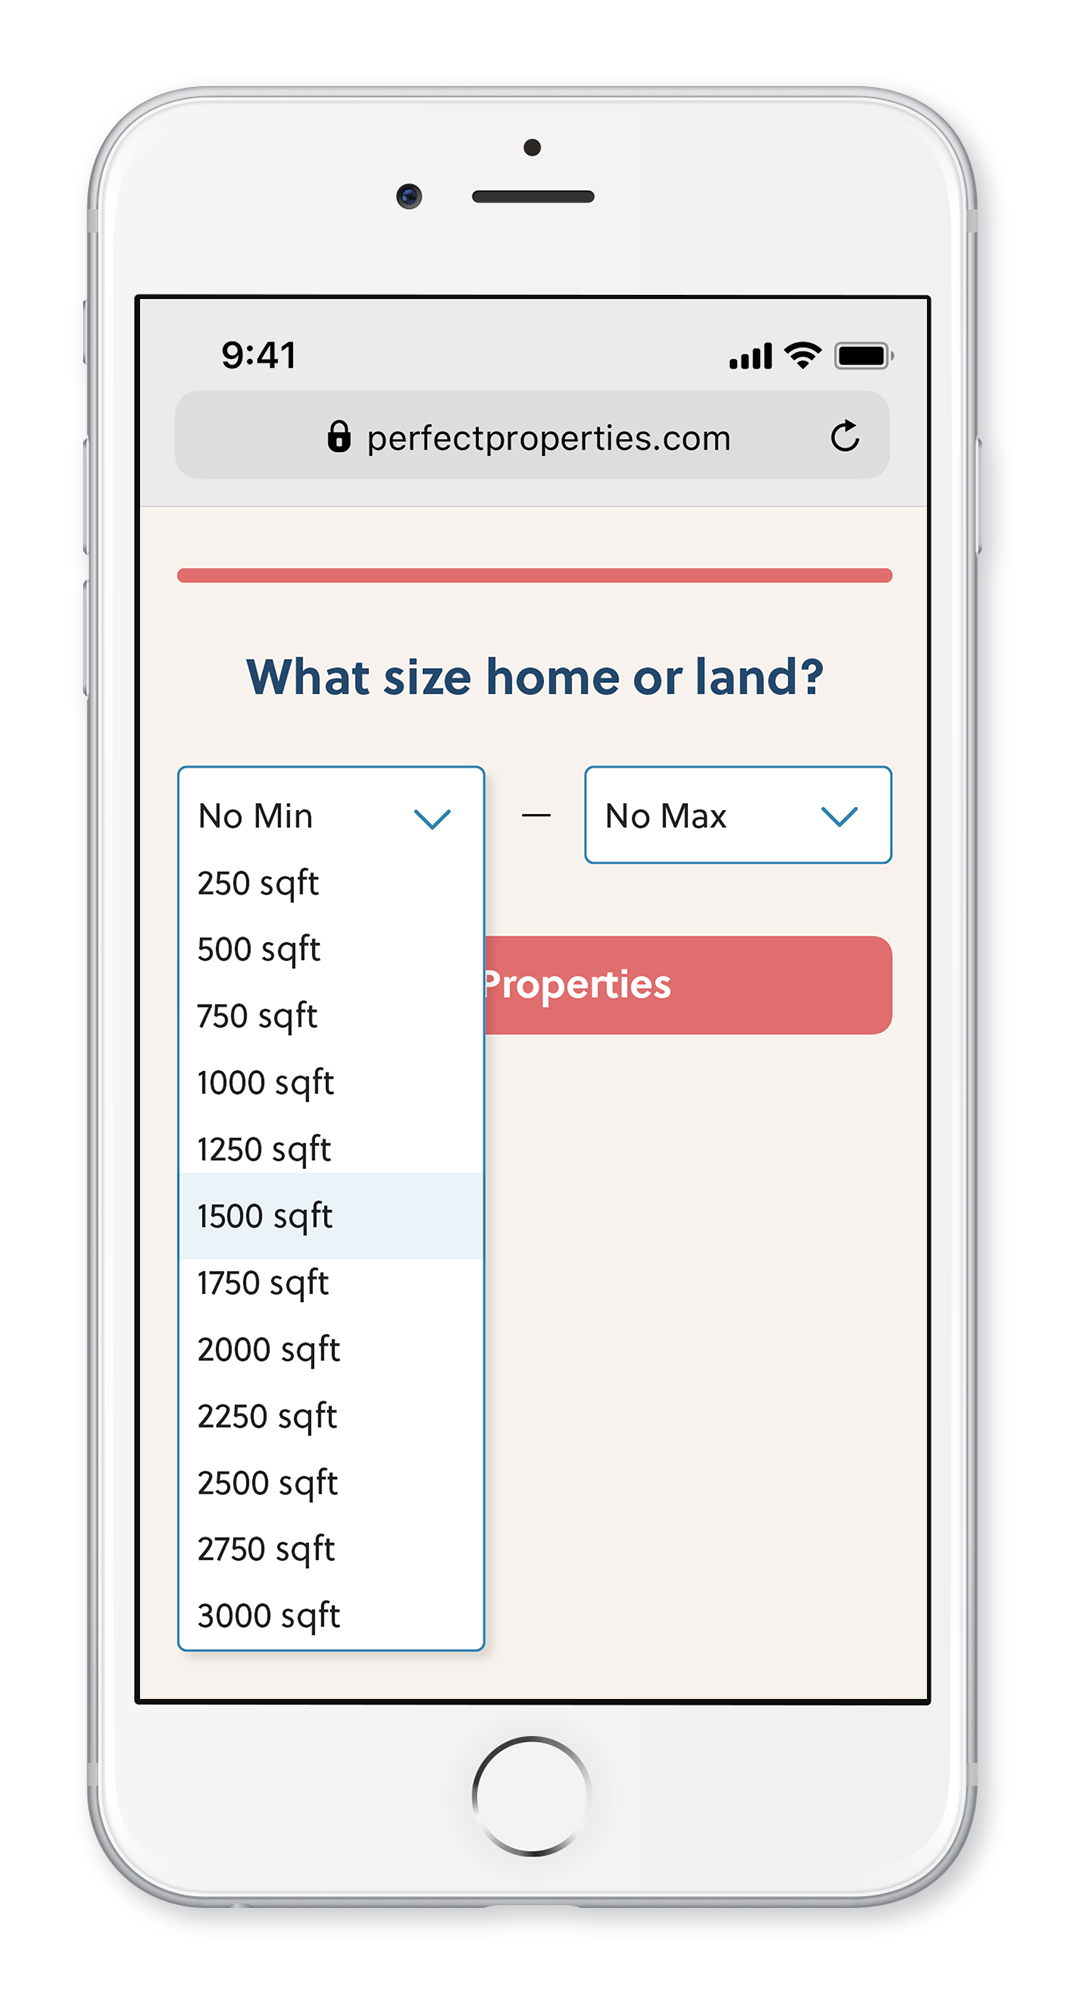 9:41
perfectproperties.com
What size home or land?
No Min
No Max
250 sqft
500 sqft
Properties
750 sqft
1000 sqft
1250 sqft
1500 sqft
1750 sqft
2000 sqft
2250 sqft
2500 sqft
2750 sqft
3000 sqft